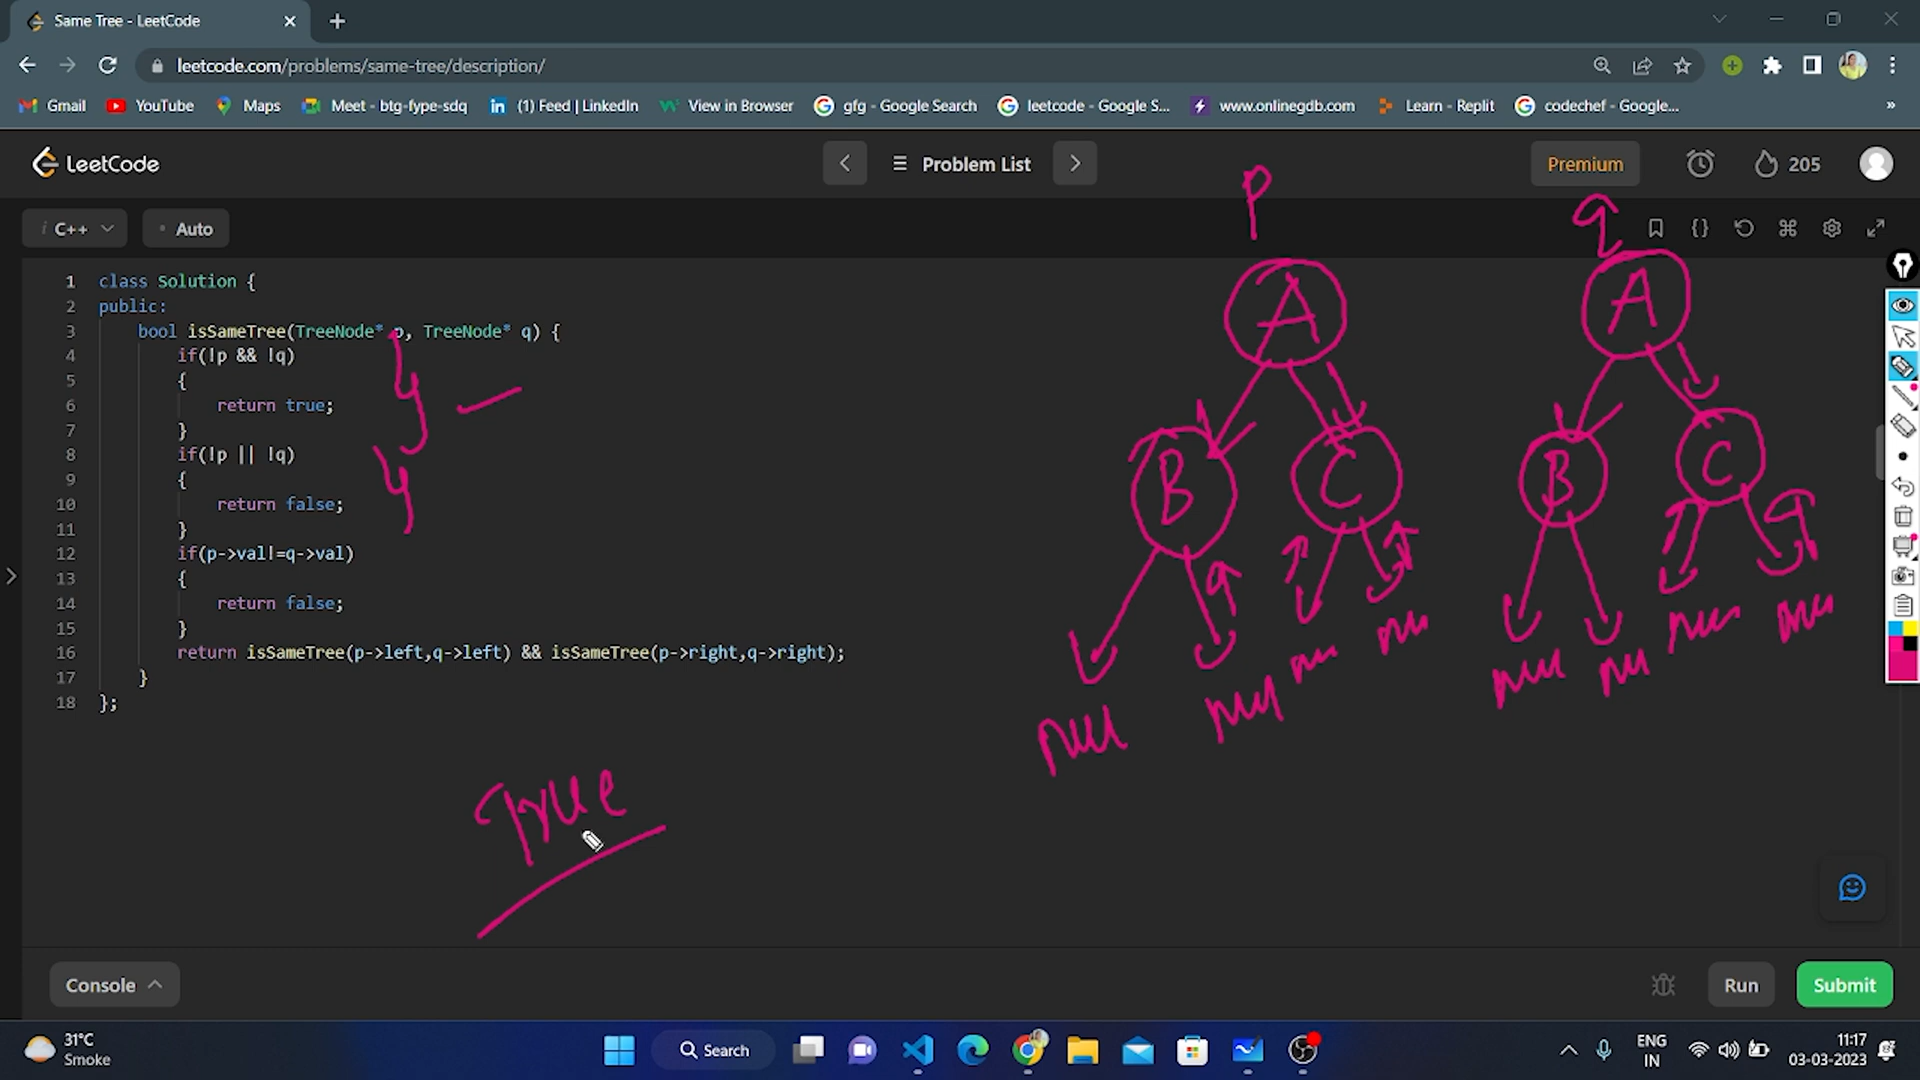 Same Tree - LeetCode
leetcode.com/problems/same-tree/description/
Gmail YouTube Maps Meet - btg-fype-sdq (1) Feed | LinkedIn View in Browser gfg - Google Search leetcode - Google S... www.onlinegdb.com Learn - Replit codechef - Google... »
LeetCode Problem List Premium 205
i C++ Auto
1 class Solution {
2 public:
3 bool isSameTree(TreeNode* p, TreeNode* q) {
4 if(!p && !q)
5 {
6 return true;
7 }
8 if(!p || !q)
9 {
10 return false;
11 }
12 if(p->val!=q->val)
13 {
14 return false;
15 }
16 return isSameTree(p->left,q->left) && isSameTree(p->right,q->right);
17 }
18 };
p q
A A
B C B C
null null
True
Console Run Submit
31°C
Smoke
Search
ENG
IN
11:17
03-03-2023